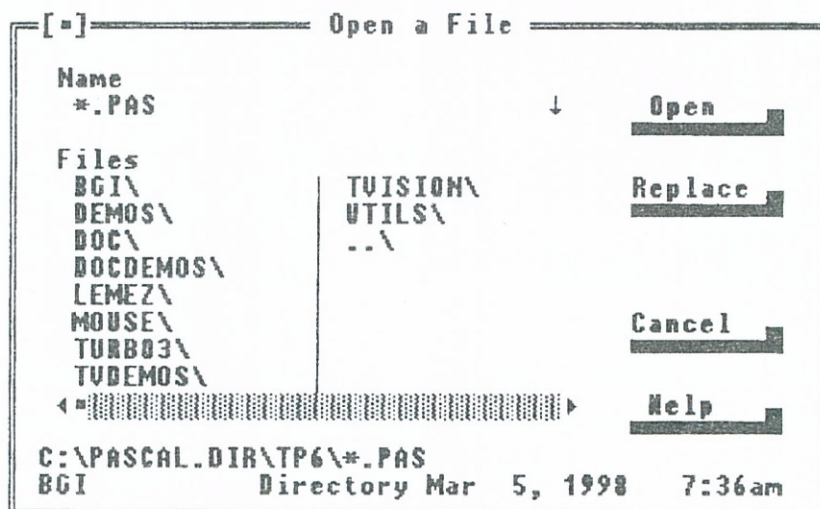 [■] Open a File
Name
*.PAS ↓ Open
Files
BGI\ TVISION\ Replace
DEMOS\ UTILS\
DOC\ ..\
DOCDEMOS\
LEMEZ\
MOUSE\ Cancel
TURBO3\
TVDEMOS\
Help
C:\PASCAL.DIR\TP6\*.PAS
BGI Directory Mar 5, 1998 7:36am